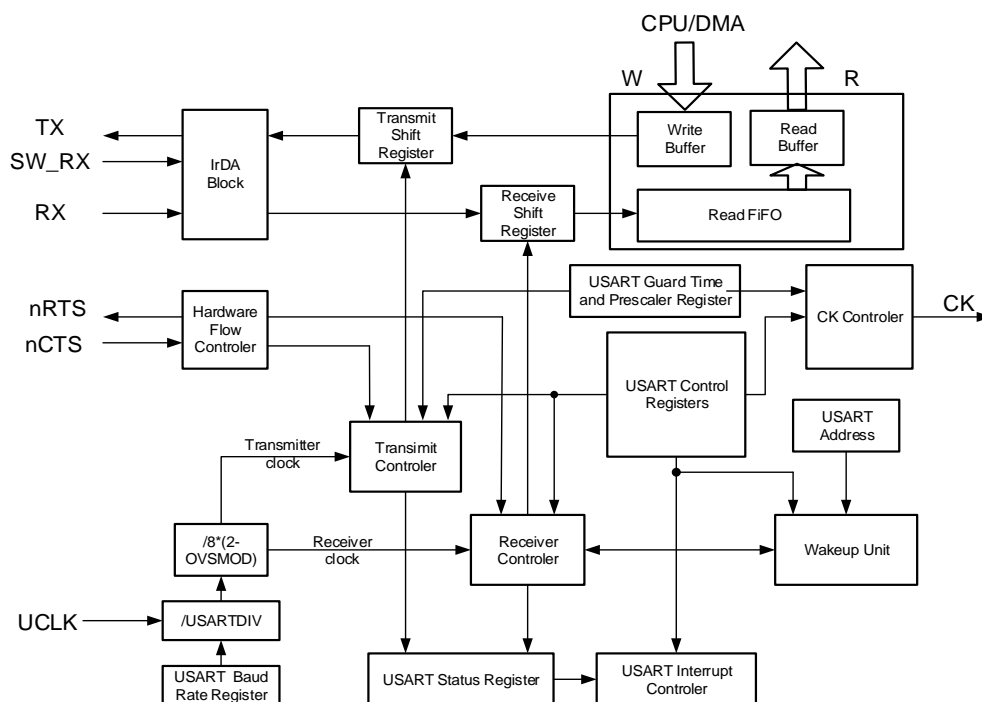 CPU/DMA
W
R
TX
SW_RX
RX
IrDA
Block
Transmit
Shift
Register
Write
Buffer
Read
Buffer
Receive
Shift
Register
Read FiFO
USART Guard Time
and Prescaler Register
nRTS
nCTS
Hardware
Flow
Controler
CK Controler
CK
USART Control
Registers
USART
Address
Transmitter
clock
Transimit
Controler
/8*(2-
OVSMOD)
Receiver
clock
Receiver
Controler
Wakeup Unit
UCLK
/USARTDIV
USART Baud
Rate Register
USART Status Register
USART Interrupt
Controler